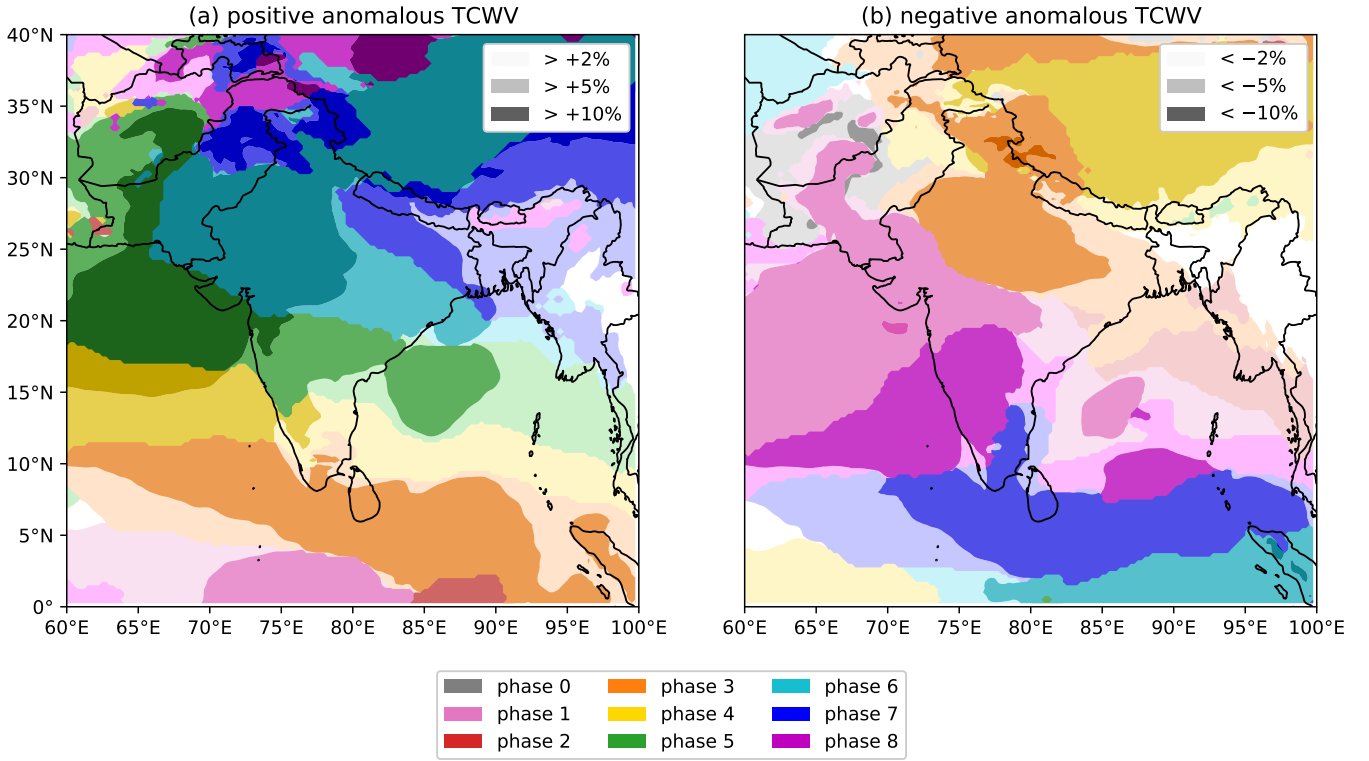 (a) positive anomalous TCWV
(b) negative anomalous TCWV
40°N
35°N
30°N
25°N
20°N
15°N
10°N
5°N
0°
> +2%
> +5%
> +10%
< −2%
< −5%
< −10%
60°E 65°E 70°E 75°E 80°E 85°E 90°E 95°E 100°E
60°E 65°E 70°E 75°E 80°E 85°E 90°E 95°E 100°E
phase 0 phase 3 phase 6
phase 1 phase 4 phase 7
phase 2 phase 5 phase 8